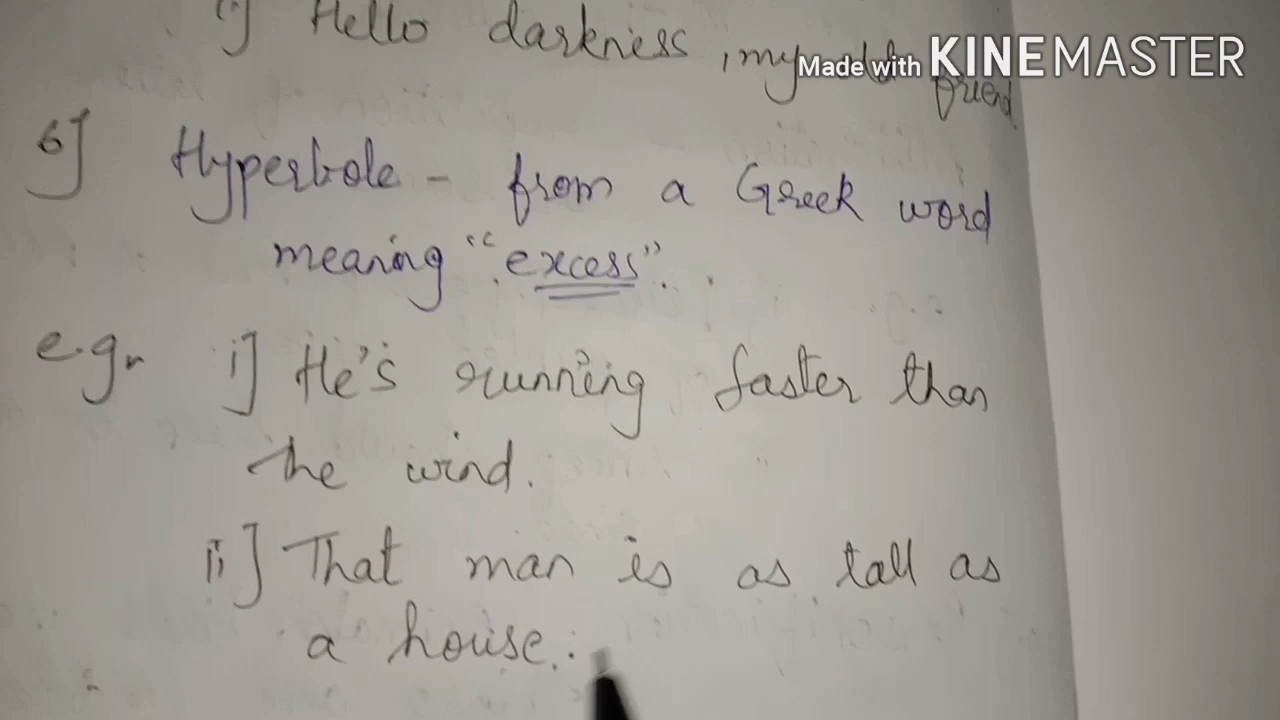 i] Hello darkness, my old friend
Made with KINEMASTER
6] Hyperbole - from a Greek word
meaning "excess".
e.g. i] He's running faster than
the wind.
ii] That man is as tall as
a house.